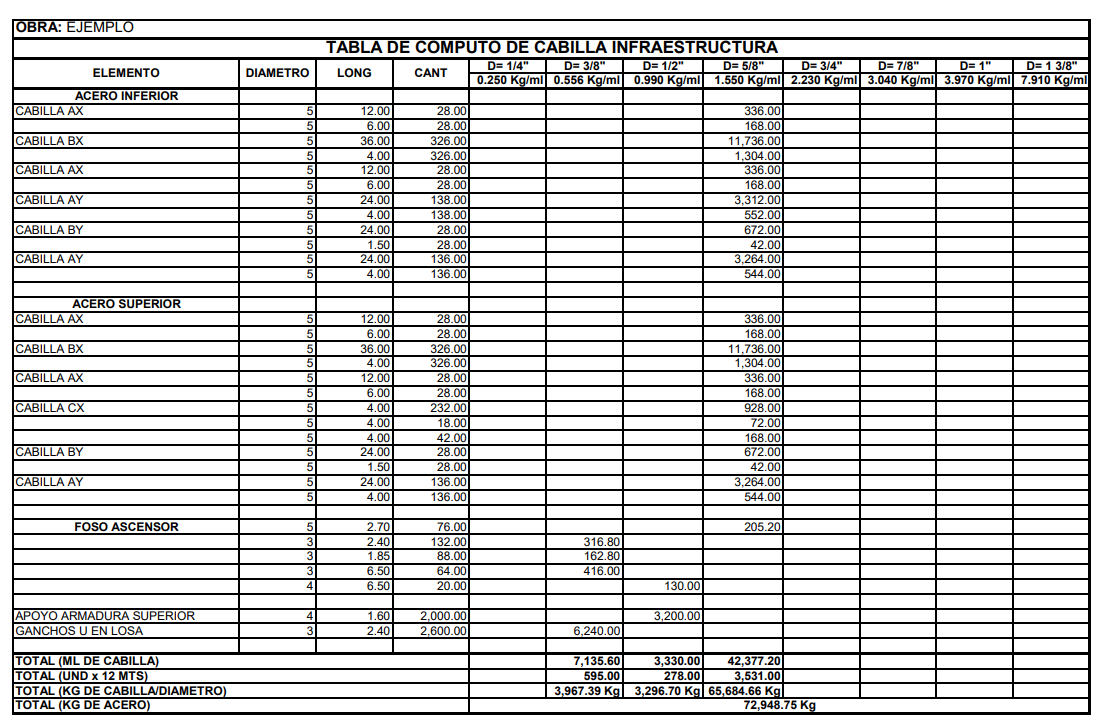 OBRA: EJEMPLO
TABLA DE COMPUTO DE CABILLA INFRAESTRUCTURA
ELEMENTO DIAMETRO LONG CANT D= 1/4" D= 3/8" D= 1/2" D= 5/8" D= 3/4" D= 7/8" D= 1" D= 1 3/8"
0.250 Kg/ml 0.556 Kg/ml 0.990 Kg/ml 1.550 Kg/ml 2.230 Kg/ml 3.040 Kg/ml 3.970 Kg/ml 7.910 Kg/ml
ACERO INFERIOR
CABILLA AX 5 12.00 28.00 336.00
5 6.00 28.00 168.00
CABILLA BX 5 36.00 326.00 11,736.00
5 4.00 326.00 1,304.00
CABILLA AX 5 12.00 28.00 336.00
5 6.00 28.00 168.00
CABILLA AY 5 24.00 138.00 3,312.00
5 4.00 138.00 552.00
CABILLA BY 5 24.00 28.00 672.00
5 1.50 28.00 42.00
CABILLA AY 5 24.00 136.00 3,264.00
5 4.00 136.00 544.00
ACERO SUPERIOR
CABILLA AX 5 12.00 28.00 336.00
5 6.00 28.00 168.00
CABILLA BX 5 36.00 326.00 11,736.00
5 4.00 326.00 1,304.00
CABILLA AX 5 12.00 28.00 336.00
5 6.00 28.00 168.00
CABILLA CX 5 4.00 232.00 928.00
5 4.00 18.00 72.00
5 4.00 42.00 168.00
CABILLA BY 5 24.00 28.00 672.00
5 1.50 28.00 42.00
CABILLA AY 5 24.00 136.00 3,264.00
5 4.00 136.00 544.00
FOSO ASCENSOR 5 2.70 76.00 205.20
3 2.40 132.00 316.80
3 1.85 88.00 162.80
3 6.50 64.00 416.00
4 6.50 20.00 130.00
APOYO ARMADURA SUPERIOR 4 1.60 2,000.00 3,200.00
GANCHOS U EN LOSA 3 2.40 2,600.00 6,240.00
TOTAL (ML DE CABILLA) 7,135.60 3,330.00 42,377.20
TOTAL (UND x 12 MTS) 595.00 278.00 3,531.00
TOTAL (KG DE CABILLA/DIAMETRO) 3,967.39 Kg 3,296.70 Kg 65,684.66 Kg
TOTAL (KG DE ACERO) 72,948.75 Kg